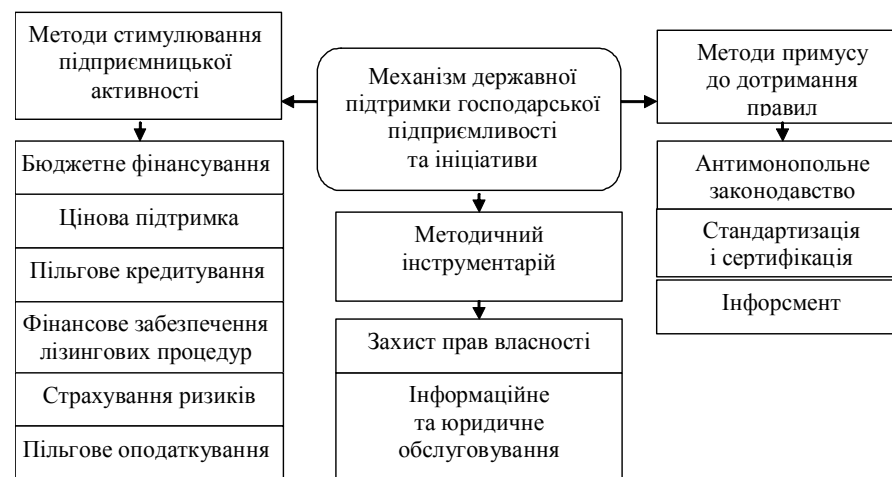 Методи стимулювання
підприємницької
активності
Бюджетне фінансування
Цінова підтримка
Пільгове кредитування
Фінансове забезпечення
лізингових процедур
Страхування ризиків
Пільгове оподаткування
Механізм державної
підтримки господарської
підприємливості
та ініціативи
Методичний
інструментарій
Захист прав власності
Інформаційне
та юридичне
обслуговування
Методи примусу
до дотримання
правил
Антимонопольне
законодавство
Стандартизація
і сертифікація
Інфорсмент